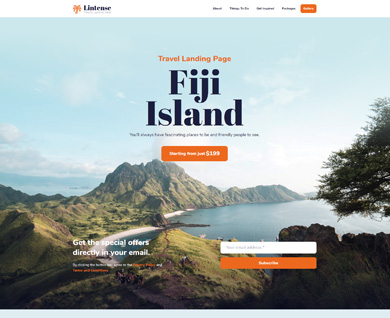 Lintense
About
Things To Do
Get Inspired
Packages
Gallery
Travel Landing Page
Fiji
Island
You'll always have fascinating places to be and friendly people to see.
Starting from just $199
Get the special offers
directly in your email.
By clicking the button you agree to the Privacy Policy and
Terms and Conditions
Your email address *
Subscribe